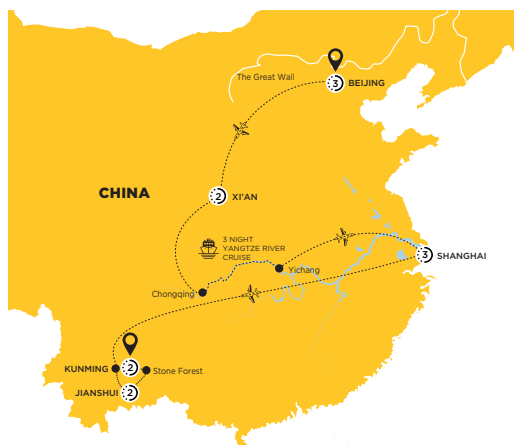 The Great Wall
3 BEIJING
CHINA
2 XI'AN
3 NIGHT
YANGTZE RIVER
CRUISE
Yichang
3 SHANGHAI
Chongqing
KUNMING 2 Stone Forest
JIANSHUI 2